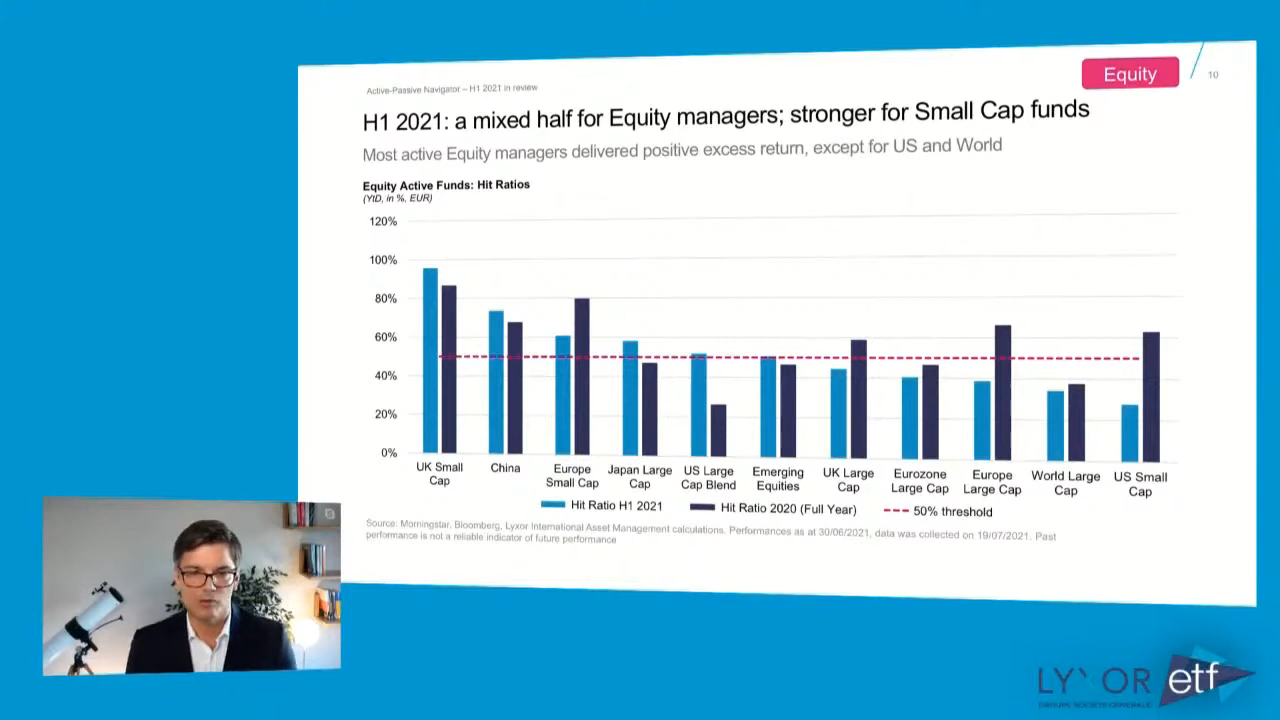 Equity
10
Active-Passive Navigator – H1 2021 in review
H1 2021: a mixed half for Equity managers; stronger for Small Cap funds
Most active Equity managers delivered positive excess return, except for US and World
Equity Active Funds: Hit Ratios
(YtD, in %, EUR)
120%
100%
80%
60%
40%
20%
0%
UK Small
Cap
China
Europe
Small Cap
Japan Large
Cap
US Large
Cap Blend
Emerging
Equities
UK Large
Cap
Eurozone
Large Cap
Europe
Large Cap
World Large
Cap
US Small
Cap
Hit Ratio H1 2021
Hit Ratio 2020 (Full Year)
50% threshold
Source: Morningstar, Bloomberg, Lyxor International Asset Management calculations. Performances as at 30/06/2021, data was collected on 19/07/2021. Past
performance is not a reliable indicator of future performance
LYXOR etf
GROUPE SOCIETE GENERALE